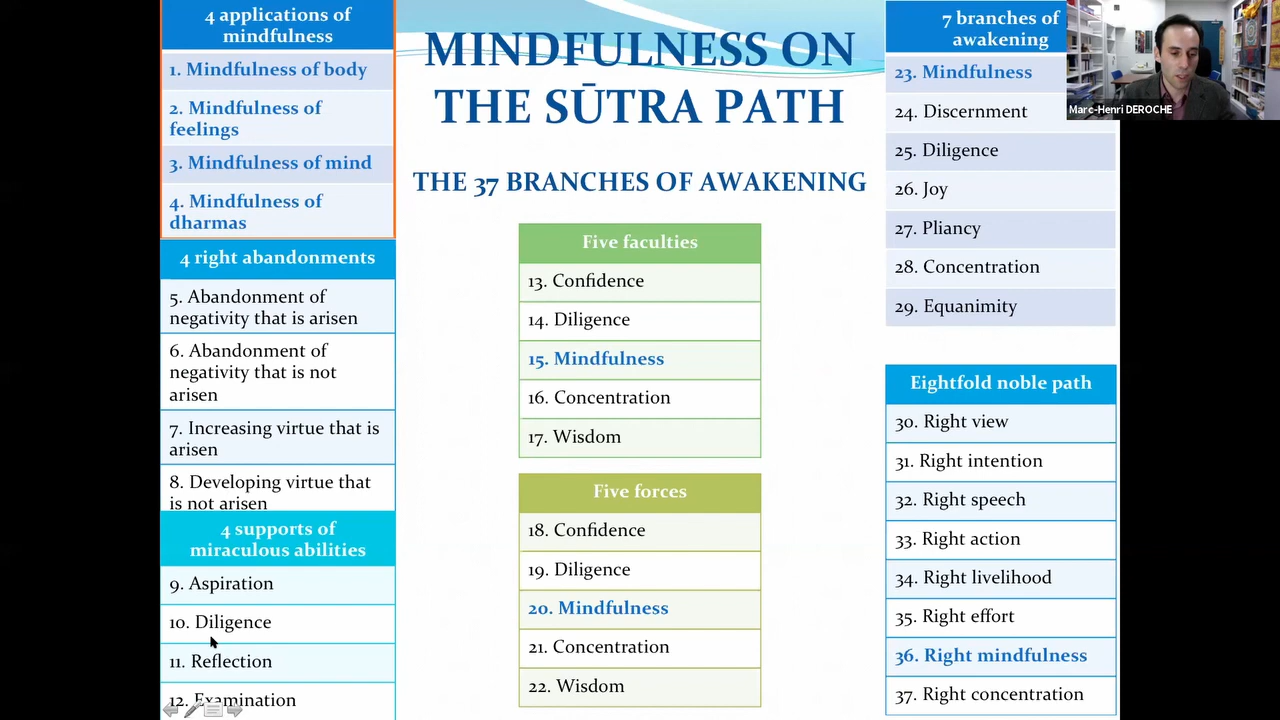 4 applications of
mindfulness
1. Mindfulness of body
2. Mindfulness of
feelings
3. Mindfulness of mind
4. Mindfulness of
dharmas
4 right abandonments
5. Abandonment of
negativity that is arisen
6. Abandonment of
negativity that is not
arisen
7. Increasing virtue that is
arisen
8. Developing virtue that
is not arisen
4 supports of
miraculous abilities
9. Aspiration
10. Diligence
11. Reflection
12. Examination
MINDFULNESS ON
THE SŪTRA PATH
THE 37 BRANCHES OF AWAKENING
Five faculties
13. Confidence
14. Diligence
15. Mindfulness
16. Concentration
17. Wisdom
Five forces
18. Confidence
19. Diligence
20. Mindfulness
21. Concentration
22. Wisdom
7 branches of
awakening
23. Mindfulness
24. Discernment
25. Diligence
26. Joy
27. Pliancy
28. Concentration
29. Equanimity
Eightfold noble path
30. Right view
31. Right intention
32. Right speech
33. Right action
34. Right livelihood
35. Right effort
36. Right mindfulness
37. Right concentration
Marc-Henri DEROCHE